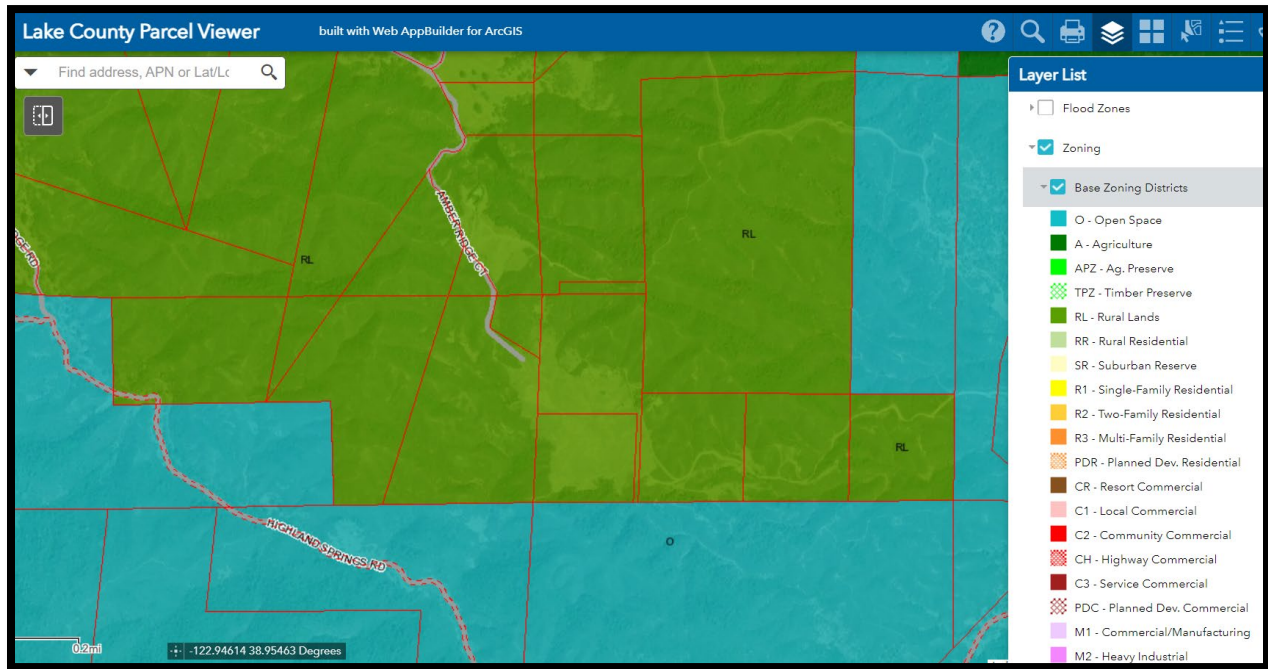 Lake County Parcel Viewer
built with Web AppBuilder for ArcGIS
Find address, APN or Lat/Lc
Layer List
Flood Zones
Zoning
Base Zoning Districts
O - Open Space
A - Agriculture
APZ - Ag. Preserve
TPZ - Timber Preserve
RL - Rural Lands
RR - Rural Residential
SR - Suburban Reserve
R1 - Single-Family Residential
R2 - Two-Family Residential
R3 - Multi-Family Residential
PDR - Planned Dev. Residential
CR - Resort Commercial
C1 - Local Commercial
C2 - Community Commercial
CH - Highway Commercial
C3 - Service Commercial
PDC - Planned Dev. Commercial
M1 - Commercial/Manufacturing
M2 - Heavy Industrial
AMBER RIDGE CT
RL
RL
RL
RD
HIGHLAND SPRINGS RD
O
0.2mi
-122.94614 38.95463 Degrees